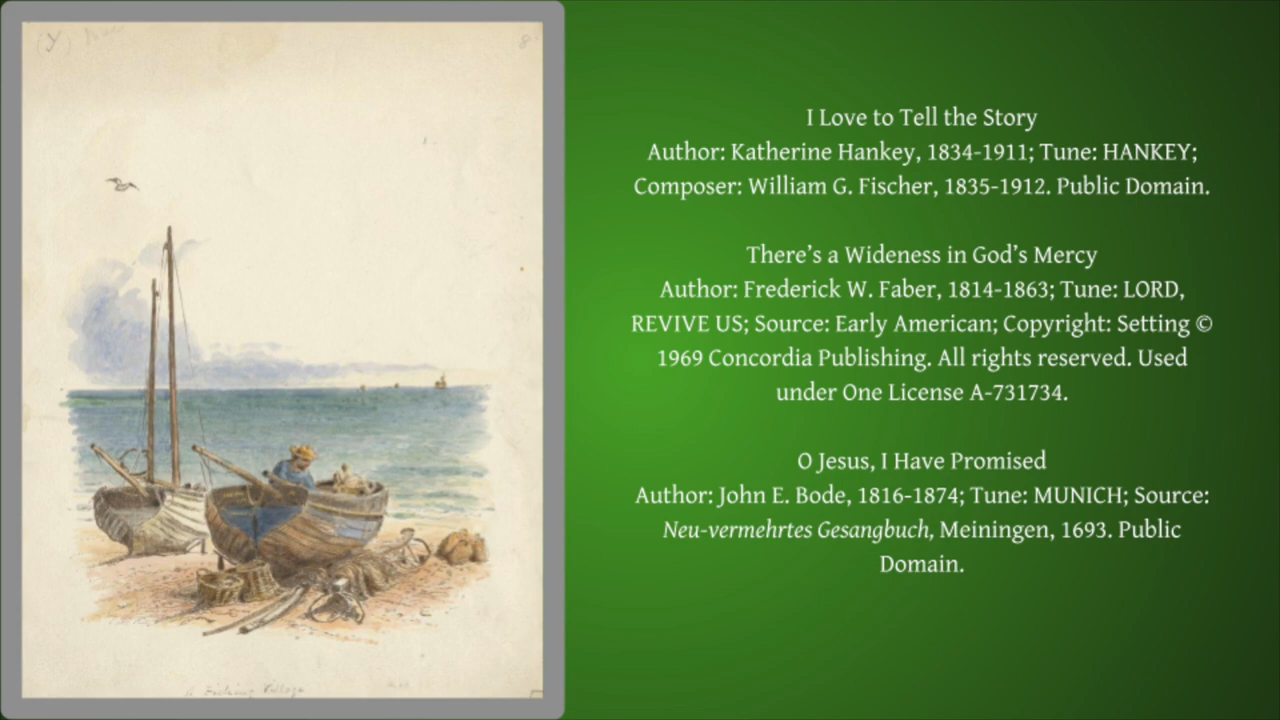 (Y)
8
I Love to Tell the Story
Author: Katherine Hankey, 1834-1911; Tune: HANKEY;
Composer: William G. Fischer, 1835-1912. Public Domain.
There’s a Wideness in God’s Mercy
Author: Frederick W. Faber, 1814-1863; Tune: LORD,
REVIVE US; Source: Early American; Copyright: Setting ©
1969 Concordia Publishing. All rights reserved. Used
under One License A-731734.
O Jesus, I Have Promised
Author: John E. Bode, 1816-1874; Tune: MUNICH; Source:
Neu-vermehrtes Gesangbuch, Meiningen, 1693. Public
Domain.
A Fishing Village